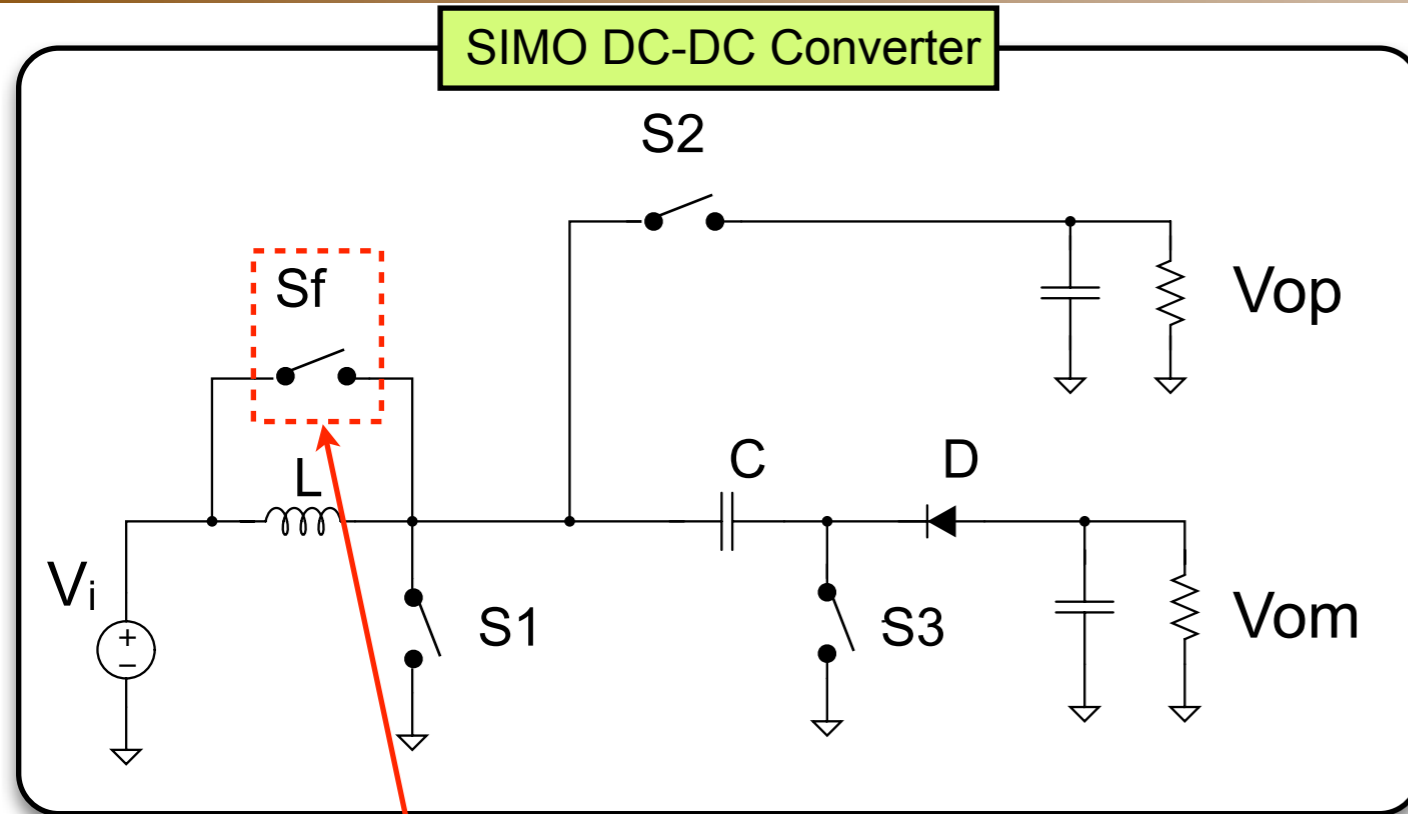 SIMO DC-DC Converter
S2
Sf
Vop
L
C
D
Vi
+
−
S1
S3
Vom